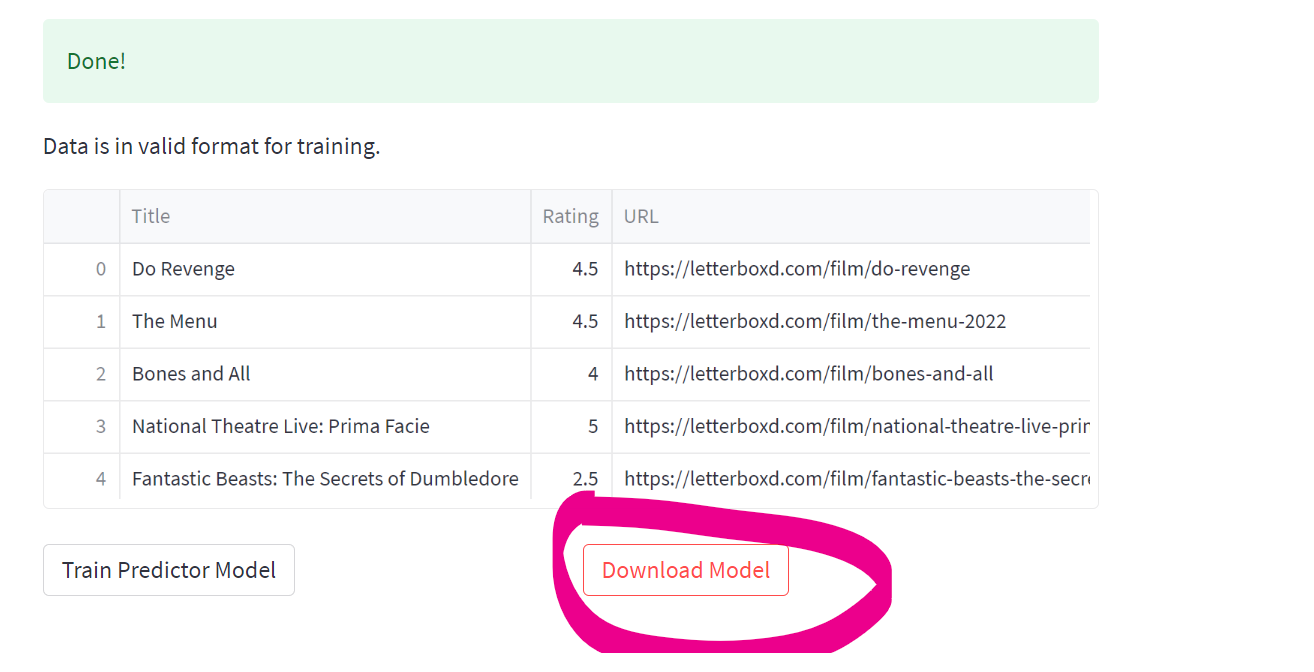 Done!
Data is in valid format for training.
Title Rating URL
0 Do Revenge 4.5 https://letterboxd.com/film/do-revenge
1 The Menu 4.5 https://letterboxd.com/film/the-menu-2022
2 Bones and All 4 https://letterboxd.com/film/bones-and-all
3 National Theatre Live: Prima Facie 5 https://letterboxd.com/film/national-theatre-live-prim
4 Fantastic Beasts: The Secrets of Dumbledore 2.5 https://letterboxd.com/film/fantastic-beasts-the-secre
Train Predictor Model Download Model